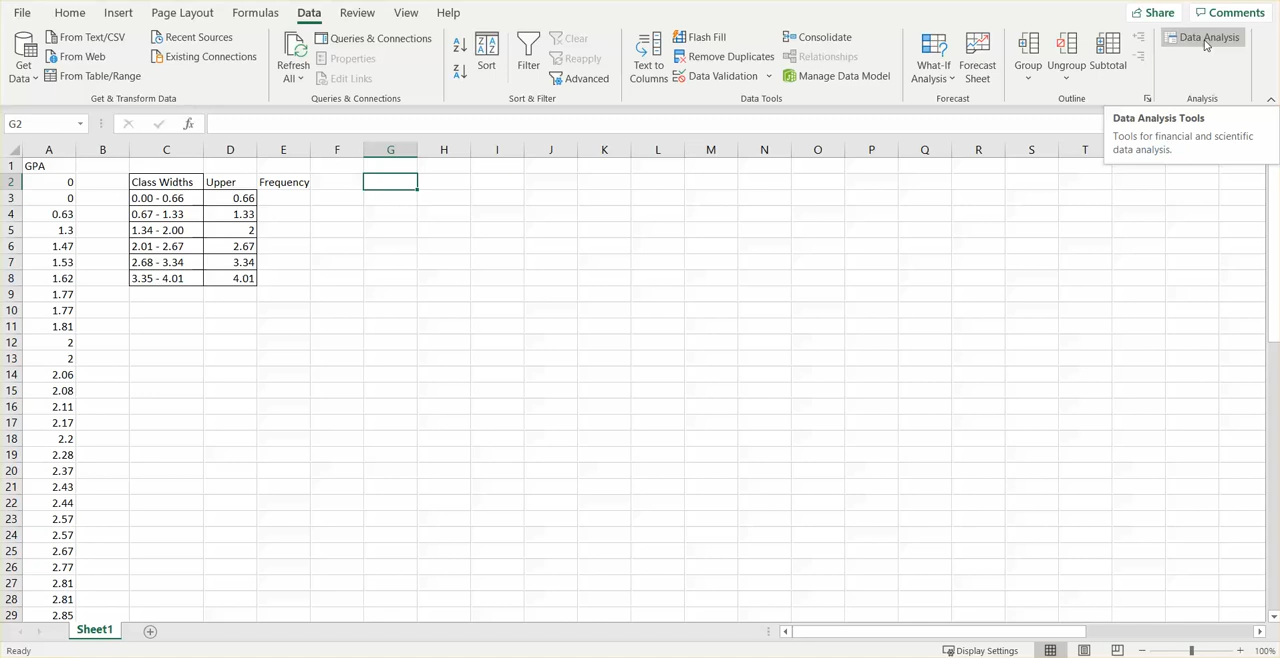 File Home Insert Page Layout Formulas Data Review View Help Share Comments
Get Data From Text/CSV Recent Sources Refresh All Queries & Connections Sort Filter Clear Text to Columns Flash Fill Consolidate What-If Analysis Forecast Sheet Group Ungroup Subtotal Data Analysis
From Web Existing Connections Properties Reapply Remove Duplicates Relationships
From Table/Range Edit Links Advanced Data Validation Manage Data Model
Get & Transform Data Queries & Connections Sort & Filter Data Tools Forecast Outline Analysis
G2 fx
Data Analysis Tools
Tools for financial and scientific
data analysis.
A B C D E F G H I J K L M N O P Q R S T
1 GPA
2 0 Class Widths Upper Frequency
3 0 0.00 - 0.66 0.66
4 0.63 0.67 - 1.33 1.33
5 1.3 1.34 - 2.00 2
6 1.47 2.01 - 2.67 2.67
7 1.53 2.68 - 3.34 3.34
8 1.62 3.35 - 4.01 4.01
9 1.77
10 1.77
11 1.81
12 2
13 2
14 2.06
15 2.08
16 2.11
17 2.17
18 2.2
19 2.28
20 2.37
21 2.43
22 2.44
23 2.57
24 2.57
25 2.67
26 2.77
27 2.81
28 2.81
29 2.85
Sheet1
Ready Display Settings 100%